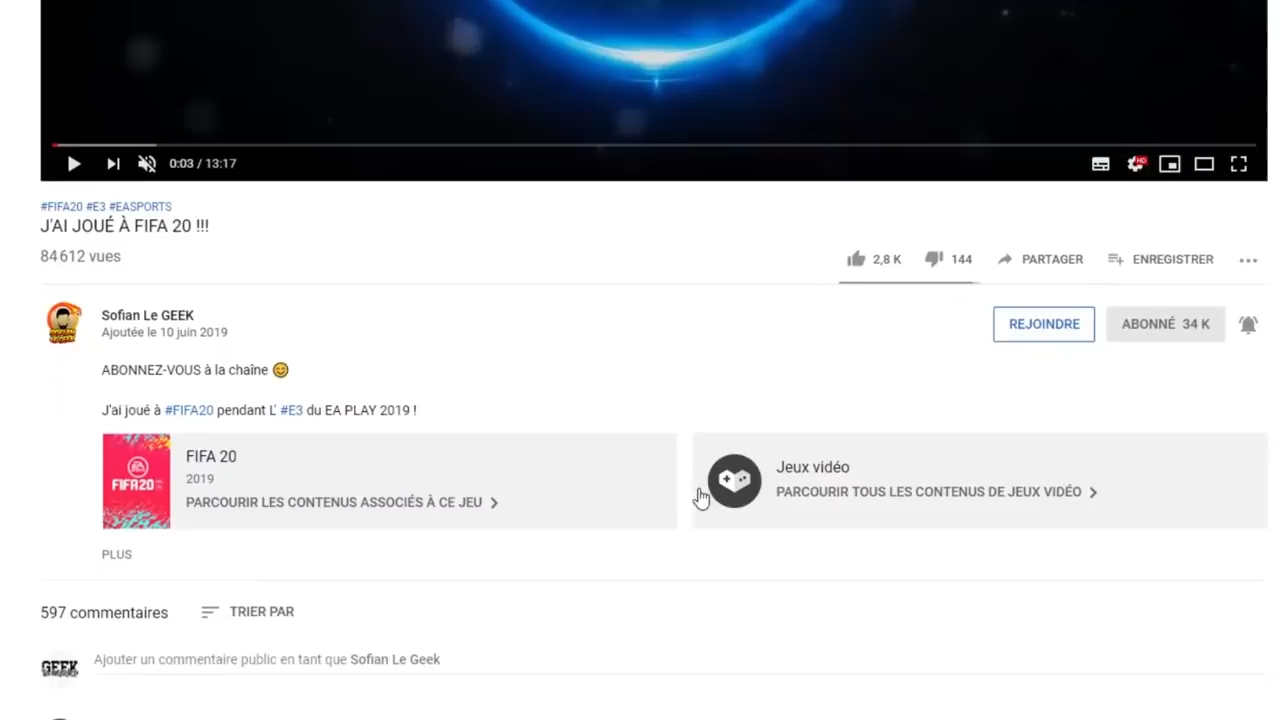 0:03 / 13:17
HD
#FIFA20 #E3 #EASPORTS
J'AI JOUÉ À FIFA 20 !!!
84 612 vues
2,8 K 144 PARTAGER ENREGISTRER
Sofian Le GEEK
Ajoutée le 10 juin 2019
REJOINDRE
ABONNÉ 34 K
ABONNEZ-VOUS à la chaîne
J'ai joué à #FIFA20 pendant L' #E3 du EA PLAY 2019 !
FIFA20
FIFA 20
2019
PARCOURIR LES CONTENUS ASSOCIÉS À CE JEU
Jeux vidéo
PARCOURIR TOUS LES CONTENUS DE JEUX VIDÉO
PLUS
597 commentaires TRIER PAR
GEEK
Ajouter un commentaire public en tant que Sofian Le Geek